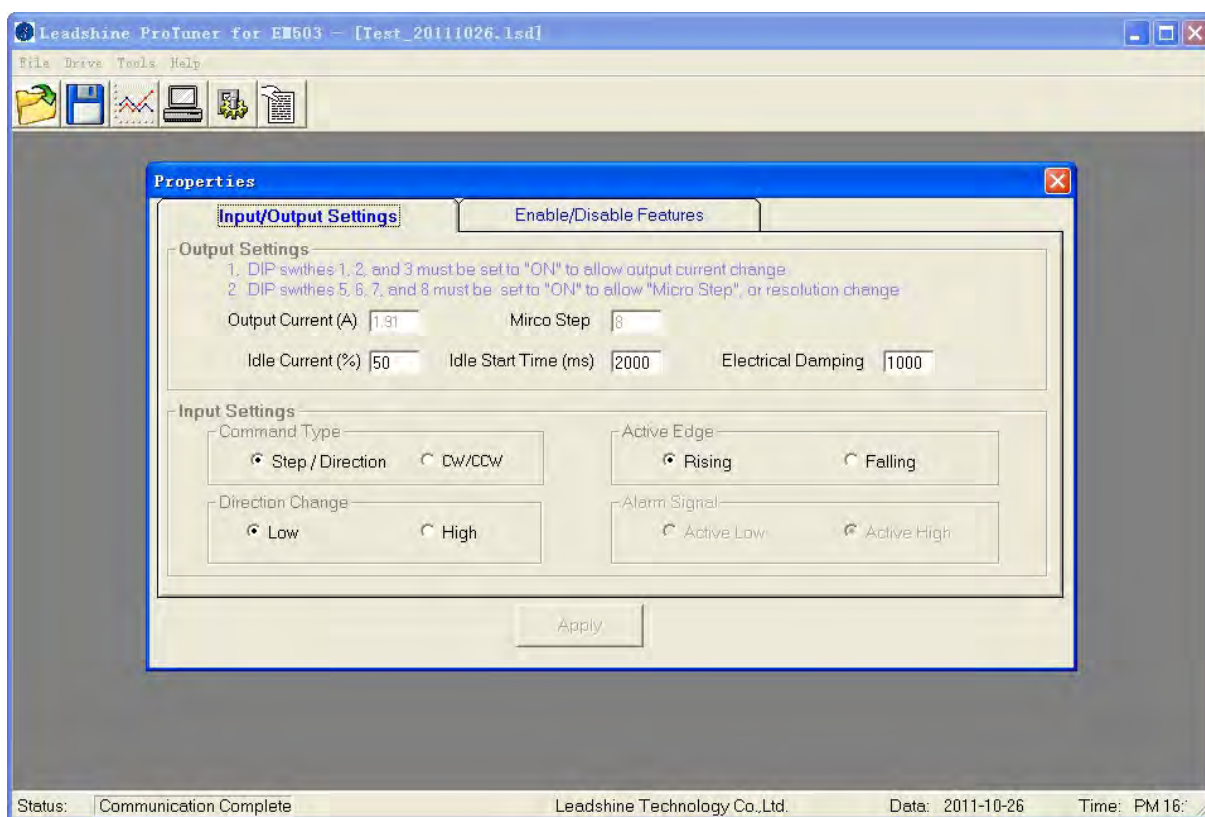 Leadshine ProTuner for EM503 - [Test_20111026.lsd]
File Drive Tools Help
Properties
Input/Output Settings Enable/Disable Features
Output Settings
1. DIP swithes 1, 2, and 3 must be set to "ON" to allow output current change
2 DIP swithes 5, 6, 7, and 8 must be set to "ON" to allow "Micro Step", or resolution change
Output Current (A) 1.91 Mirco Step 8
Idle Current (%) 50 Idle Start Time (ms) 2000 Electrical Damping 1000
Input Settings
Command Type Active Edge
Step / Direction CW/CCW Rising Falling
Direction Change Alarm Signal
Low High Active Low Active High
Apply
Status: Communication Complete Leadshine Technology Co.,Ltd. Data: 2011-10-26 Time: PM 16: